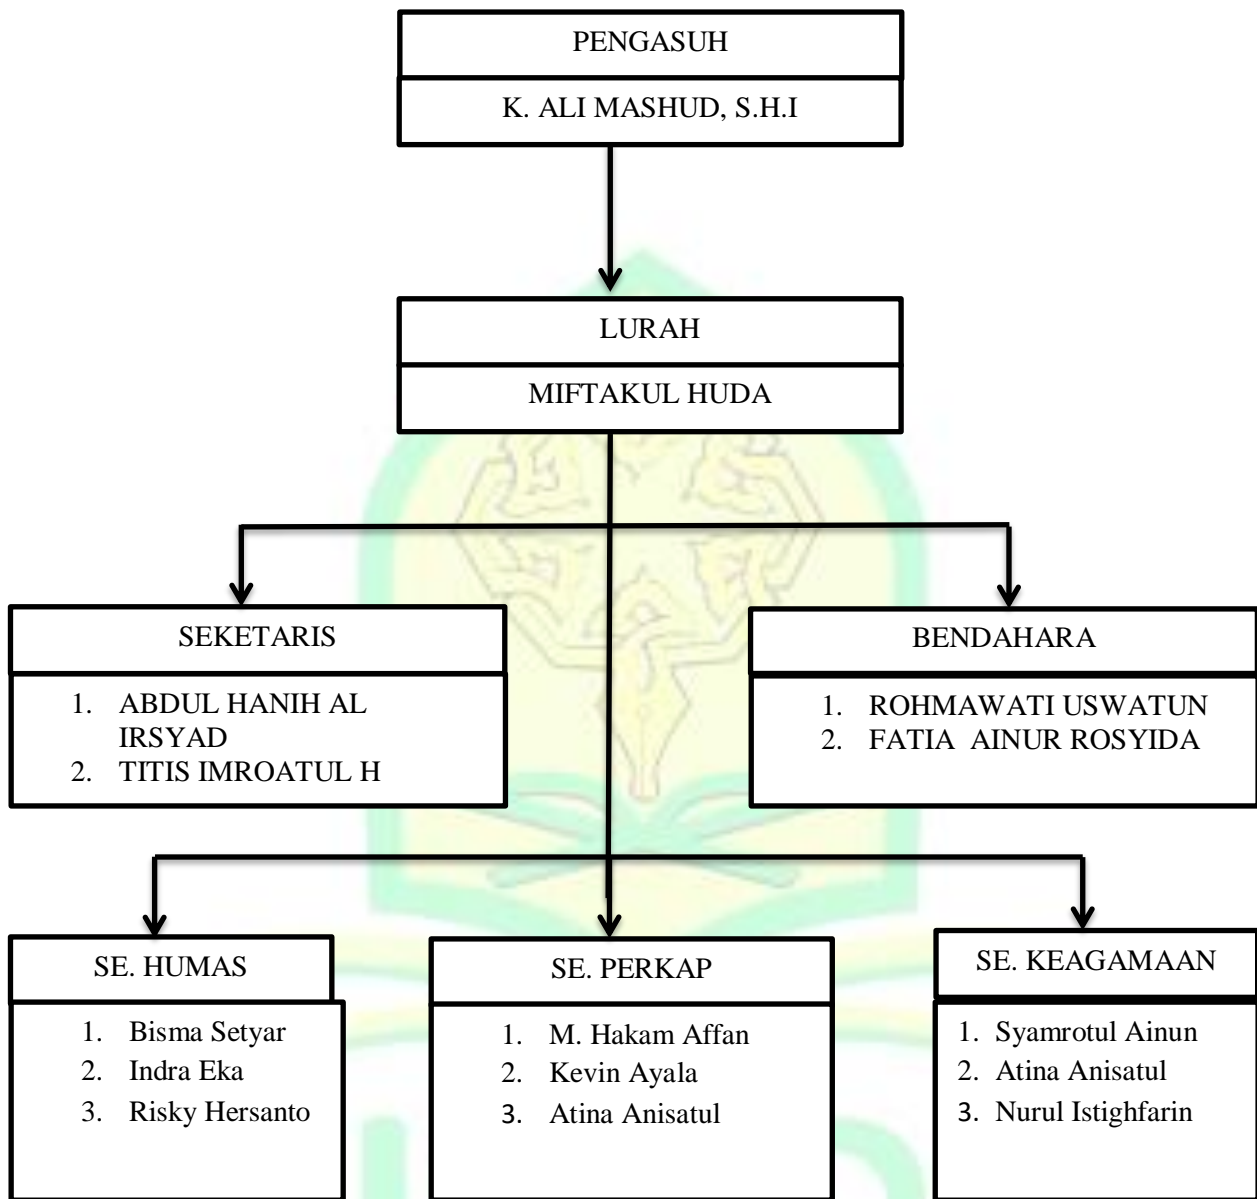 PENGASUH
K. ALI MASHUD, S.H.I
LURAH
MIFTAKUL HUDA
SEKETARIS
1. ABDUL HANIH AL
IRSYAD
2. TITIS IMROATUL H
BENDAHARA
1. ROHMAWATI USWATUN
2. FATIA AINUR ROSYIDA
SE. HUMAS
1. Bisma Setyar
2. Indra Eka
3. Risky Hersanto
SE. PERKAP
1. M. Hakam Affan
2. Kevin Ayala
3. Atina Anisatul
SE. KEAGAMAAN
1. Syamrotul Ainun
2. Atina Anisatul
3. Nurul Istighfarin